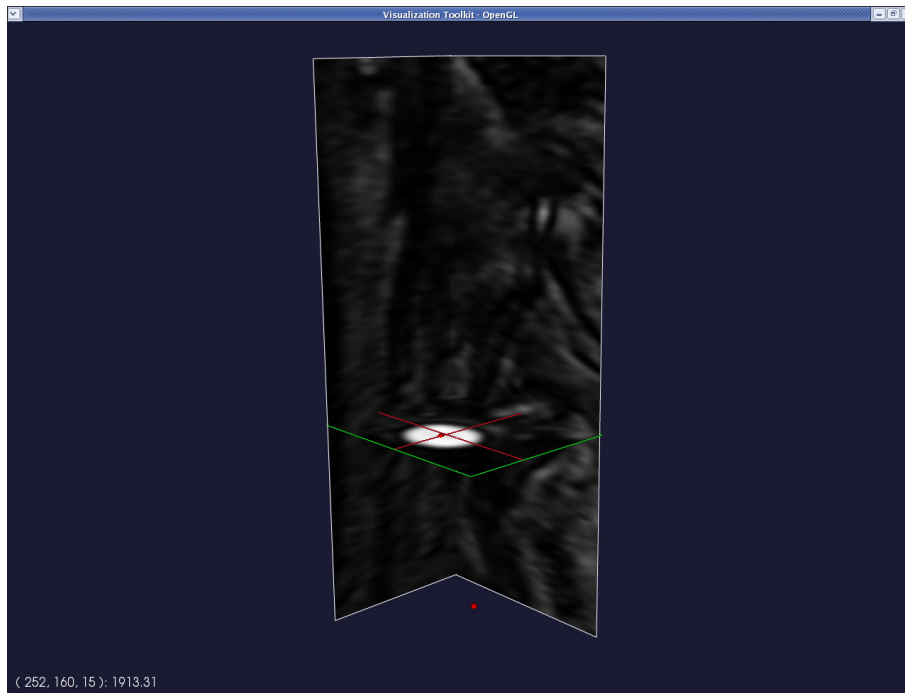 Visualization Toolkit - OpenGL
( 252, 160, 15 ): 1913.31